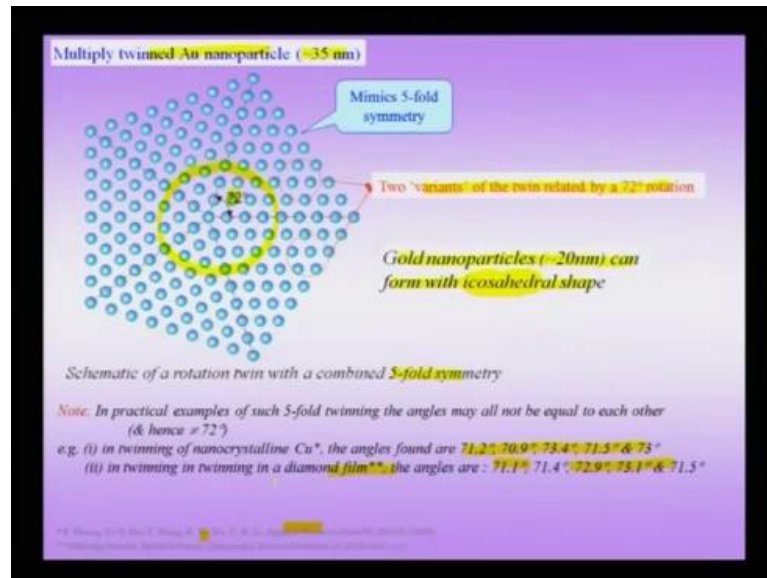 Multiply twinned Au nanoparticle (~35 nm)
Mimics 5-fold
symmetry
72°
Two 'variants' of the twin related by a 72° rotation
Gold nanoparticles (~20nm) can
form with icosahedral shape
Schematic of a rotation twin with a combined 5-fold symmetry
Note: In practical examples of such 5-fold twinning the angles may all not be equal to each other
(& hence ≠ 72°)
e.g. (i) in twinning of nanocrystalline Cu*, the angles found are 71.2°, 70.9°, 73.4°, 71.5° & 73°
(ii) in twinning in twinning in a diamond film**, the angles are : 71.1°, 71.4°, 72.9°, 73.1° & 71.5°